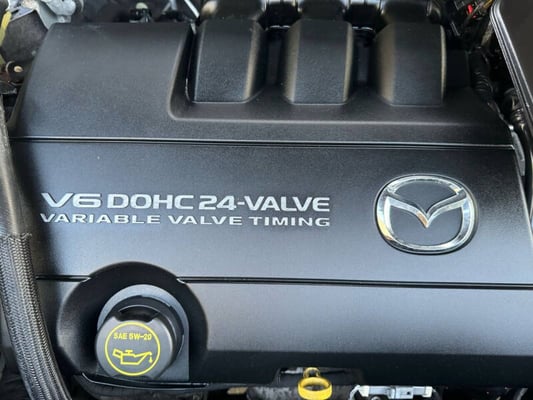 V6 DOHC 24-VALVE
VARIABLE VALVE TIMING
SAE 5W-20